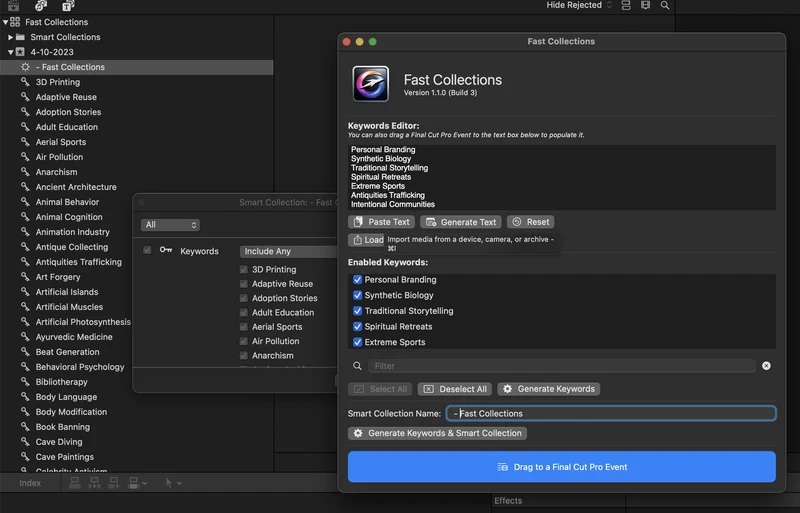 Hide Rejected
Fast Collections
Smart Collections
4-10-2023
- Fast Collections
3D Printing
Adaptive Reuse
Adoption Stories
Adult Education
Aerial Sports
Air Pollution
Anarchism
Ancient Architecture
Animal Behavior
Animal Cognition
Animation Industry
Antique Collecting
Antiquities Trafficking
Art Forgery
Artificial Islands
Artificial Muscles
Artificial Photosynthesis
Ayurvedic Medicine
Beat Generation
Behavioral Psychology
Bibliotherapy
Body Language
Body Modification
Book Banning
Cave Diving
Cave Paintings
Celebrity Activism
Index
Smart Collection: - Fast C
All
Keywords
Include Any
3D Printing
Adaptive Reuse
Adoption Stories
Adult Education
Aerial Sports
Air Pollution
Anarchism
Fast Collections
Fast Collections
Version 1.1.0 (Build 3)
Keywords Editor:
You can also drag a Final Cut Pro Event to the text box below to populate it.
Personal Branding
Synthetic Biology
Traditional Storytelling
Spiritual Retreats
Extreme Sports
Antiquities Trafficking
Intentional Communities
Paste Text
Generate Text
Reset
Load
Import media from a device, camera, or archive -
⌘I
Enabled Keywords:
Personal Branding
Synthetic Biology
Traditional Storytelling
Spiritual Retreats
Extreme Sports
Filter
Select All
Deselect All
Generate Keywords
Smart Collection Name:
- Fast Collections
Generate Keywords & Smart Collection
Drag to a Final Cut Pro Event
Effects